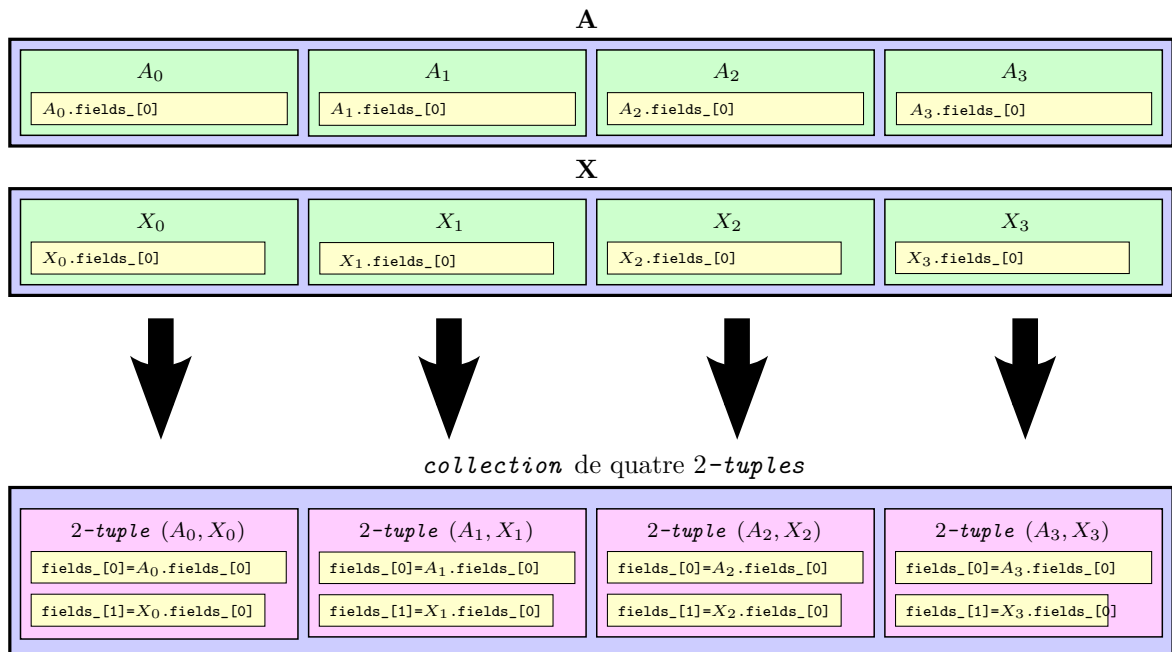 A
A₀ A₁ A₂ A₃
A₀.fields_[0] A₁.fields_[0] A₂.fields_[0] A₃.fields_[0]
X
X₀ X₁ X₂ X₃
X₀.fields_[0] X₁.fields_[0] X₂.fields_[0] X₃.fields_[0]
collection de quatre 2-tuples
2-tuple (A₀, X₀) 2-tuple (A₁, X₁) 2-tuple (A₂, X₂) 2-tuple (A₃, X₃)
fields_[0]=A₀.fields_[0] fields_[0]=A₁.fields_[0] fields_[0]=A₂.fields_[0] fields_[0]=A₃.fields_[0]
fields_[1]=X₀.fields_[0] fields_[1]=X₁.fields_[0] fields_[1]=X₂.fields_[0] fields_[1]=X₃.fields_[0]